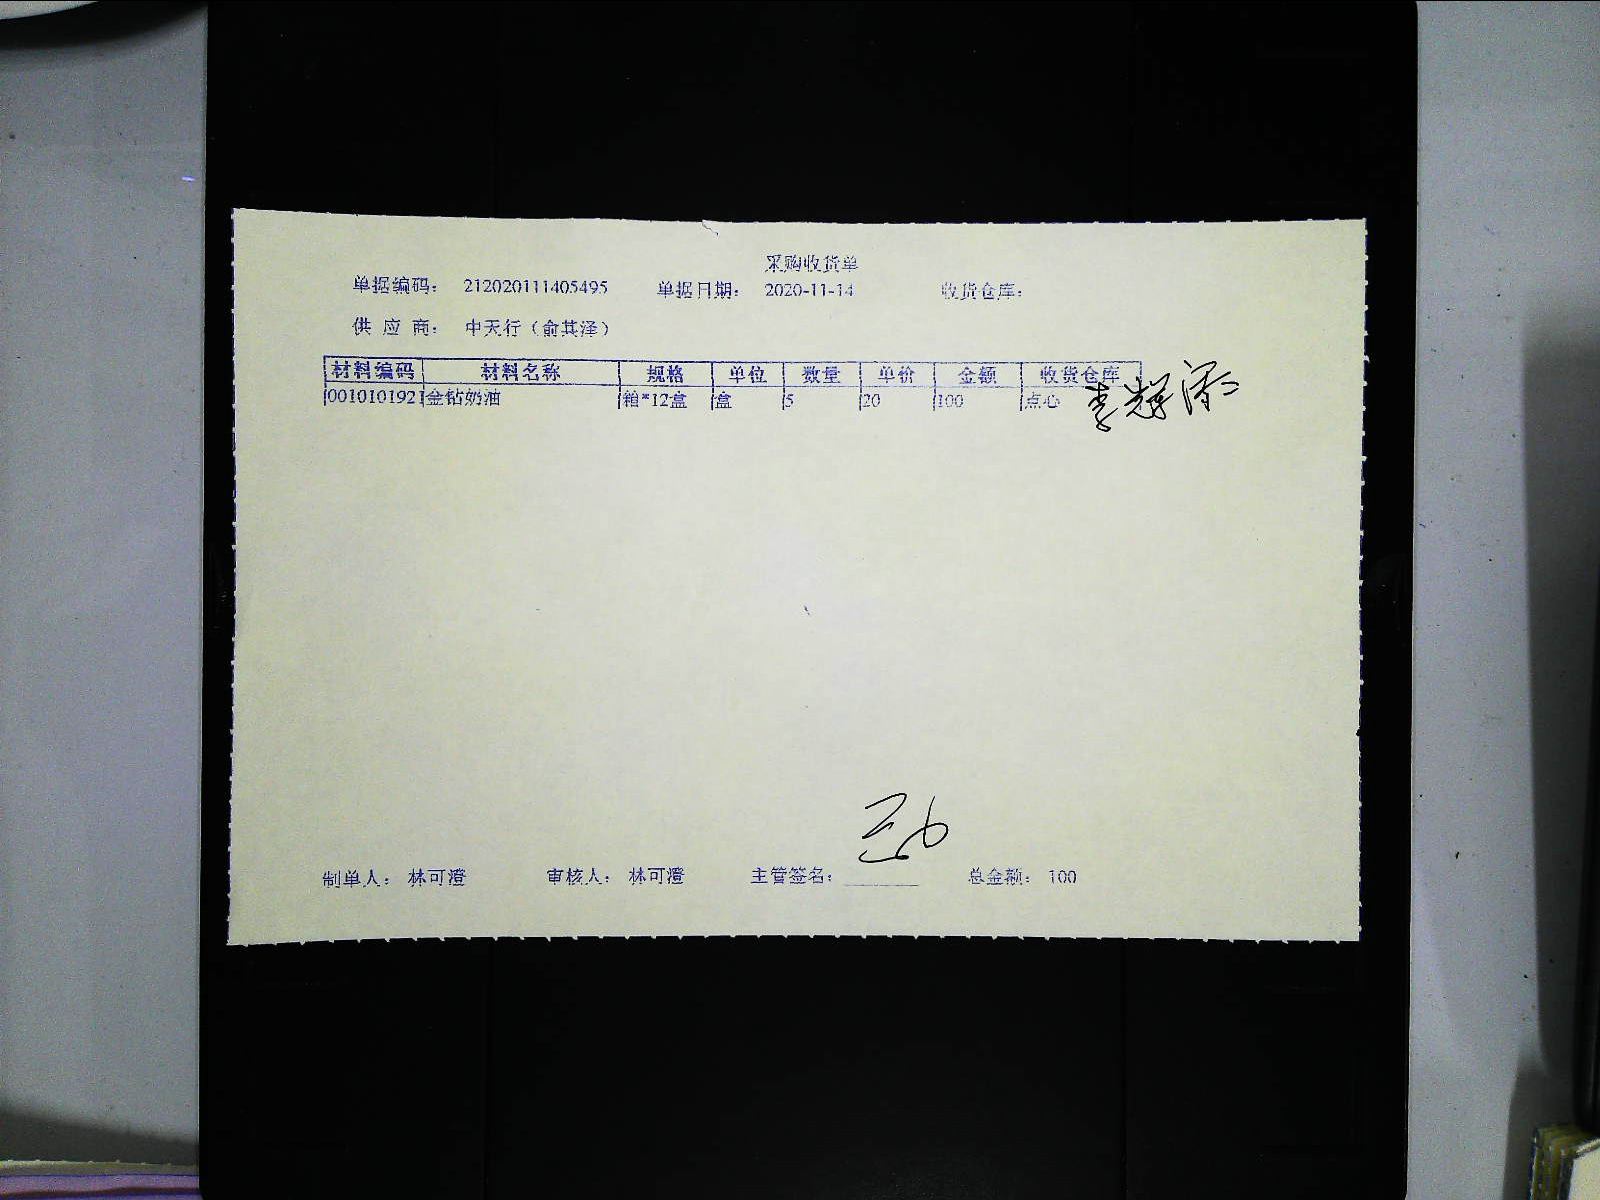 采购收货单
单据编码： 212020111405495 单据日期： 2020-11-14 收货仓库：
供 应 商： 中天行（俞其泽）
材料编码 材料名称 规格 单位 数量 单价 金额 收货仓库
0010101921 金钻奶油 箱*12盒 盒 5 20 100 点心
制单人： 林可澄 审核人： 林可澄 主管签名： 总金额： 100